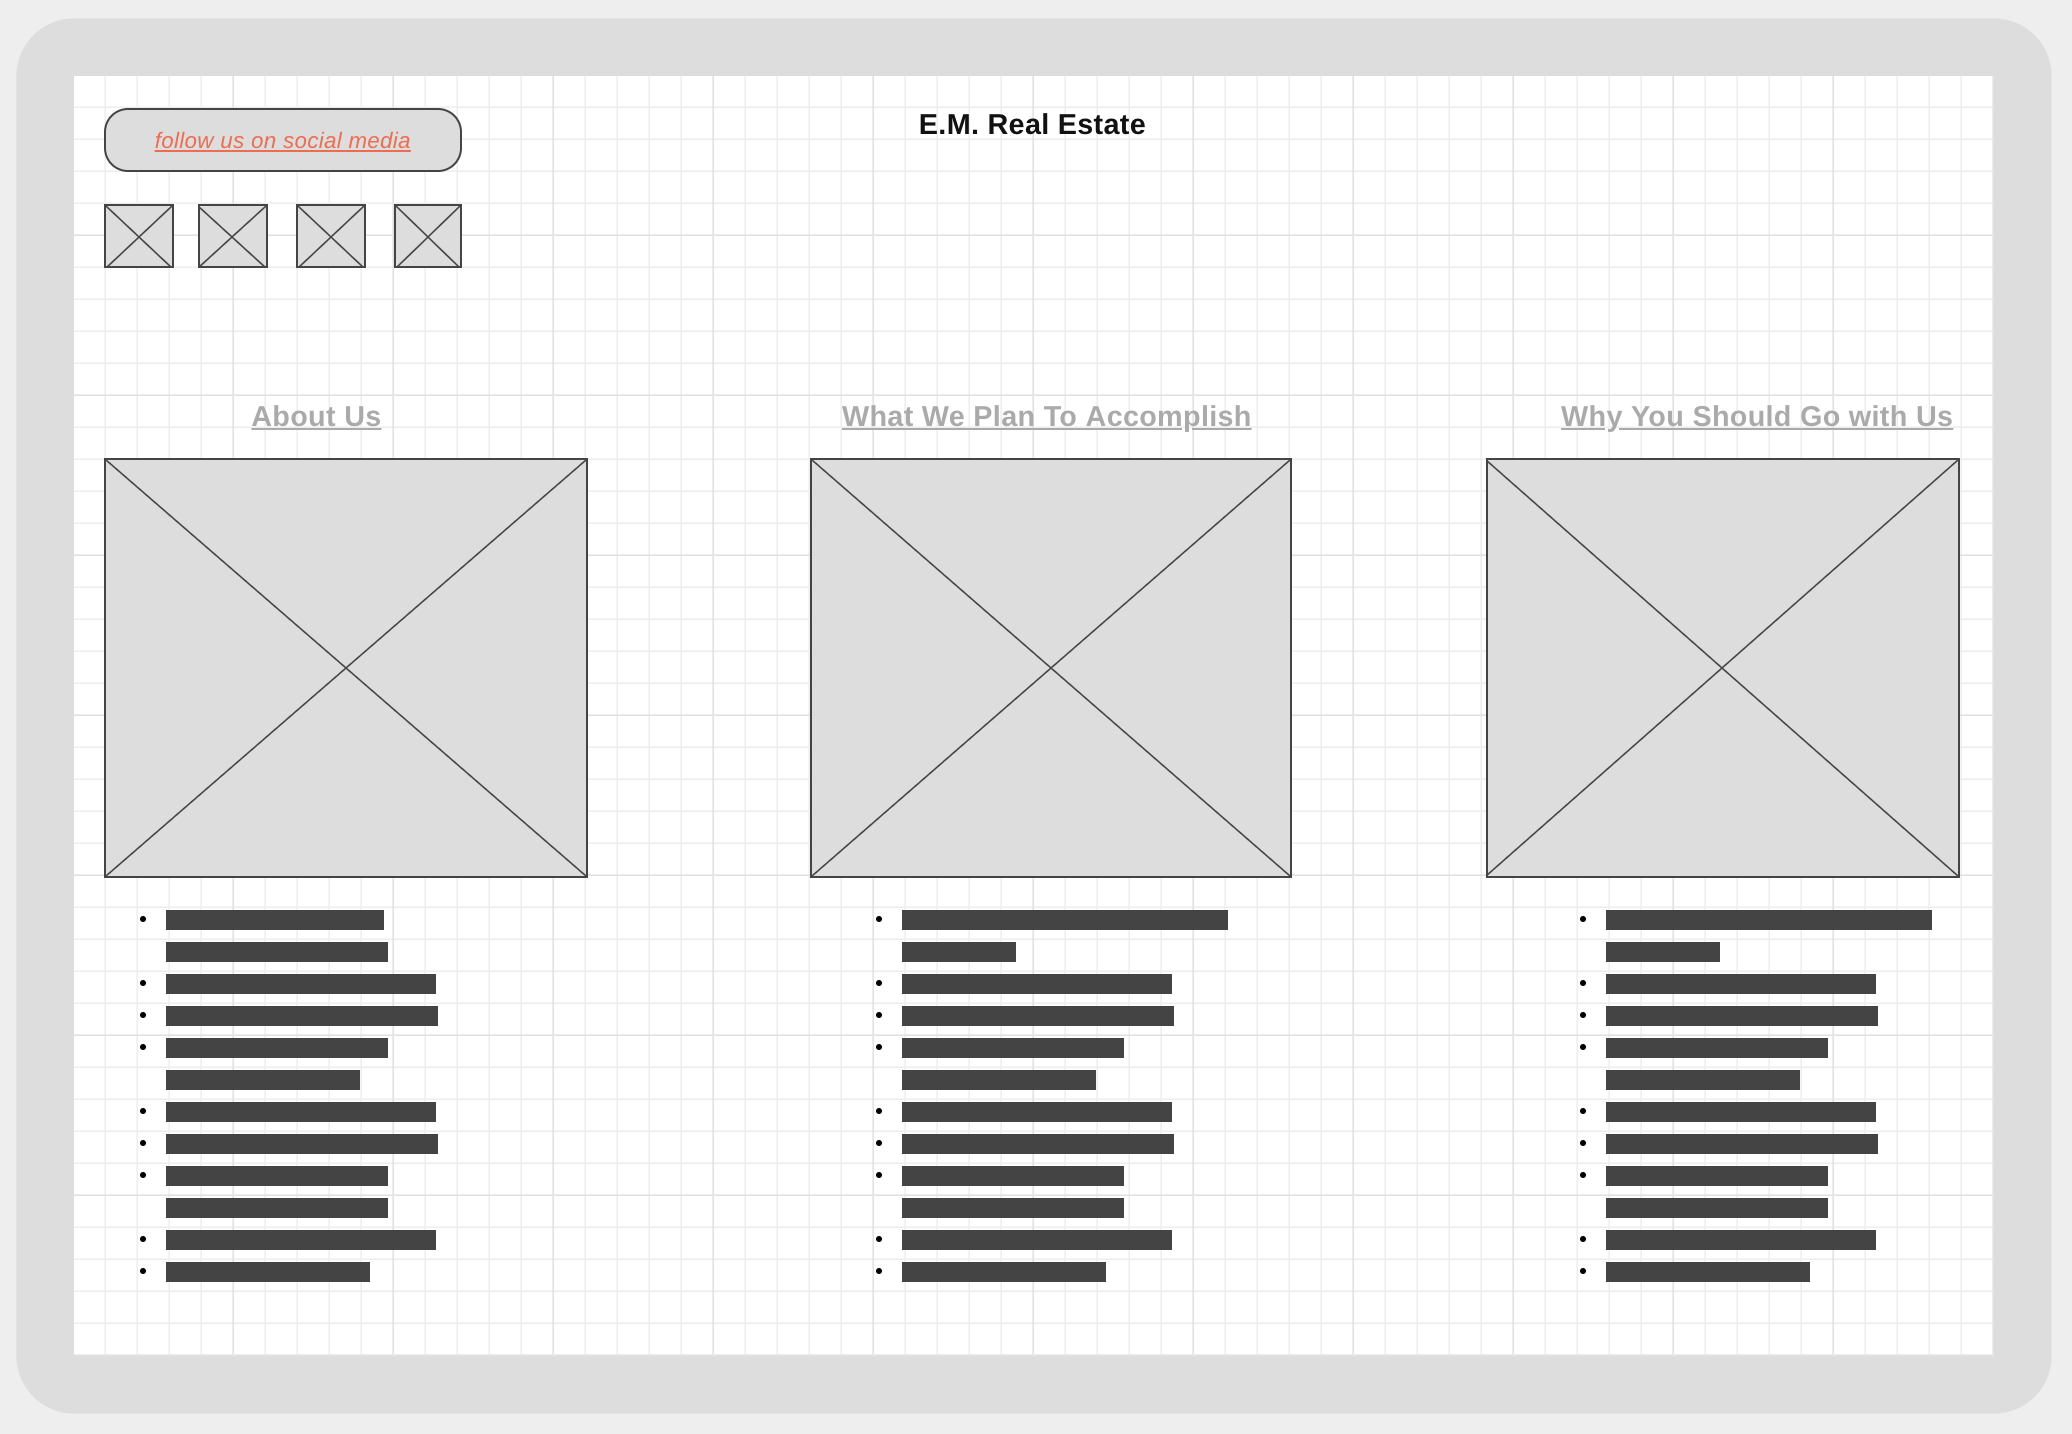 E.M. Real Estate
follow us on social media
About Us
What We Plan To Accomplish
Why You Should Go with Us